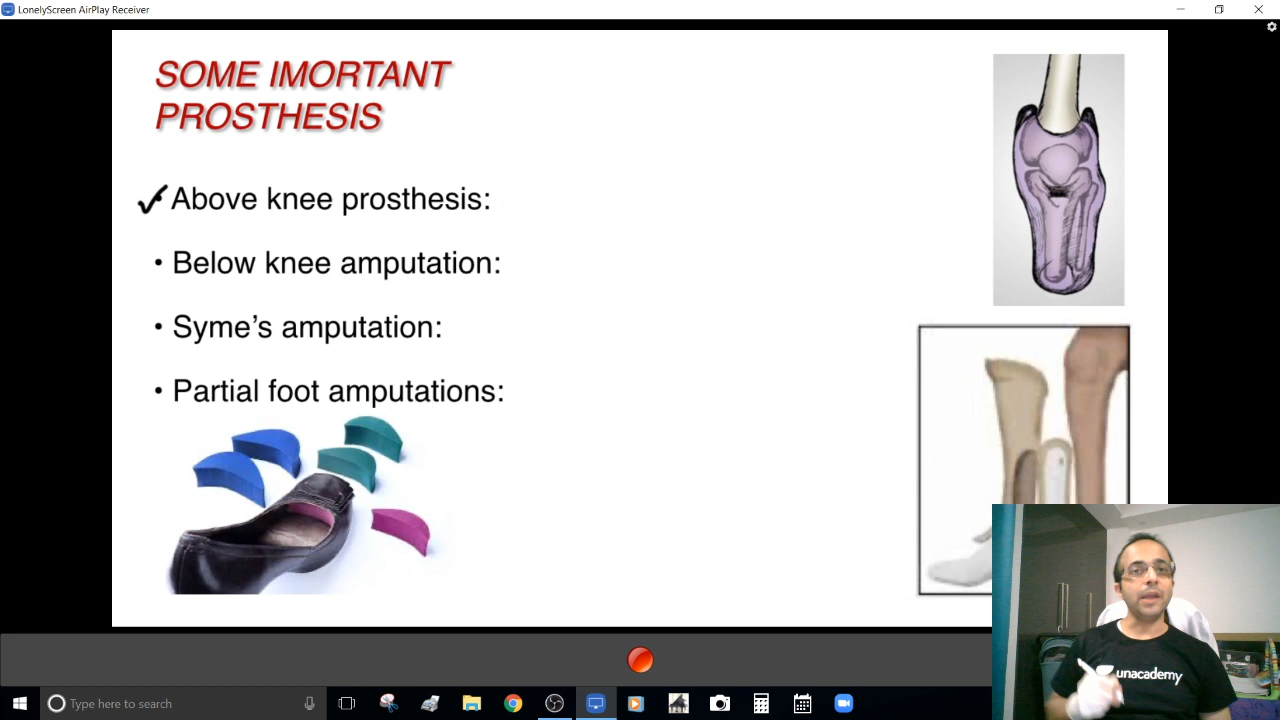 LonelyScreen AirPlay Receiver
SOME IMORTANT
PROSTHESIS
Above knee prosthesis:
• Below knee amputation:
• Syme’s amputation:
• Partial foot amputations:
unacademy
Type here to search